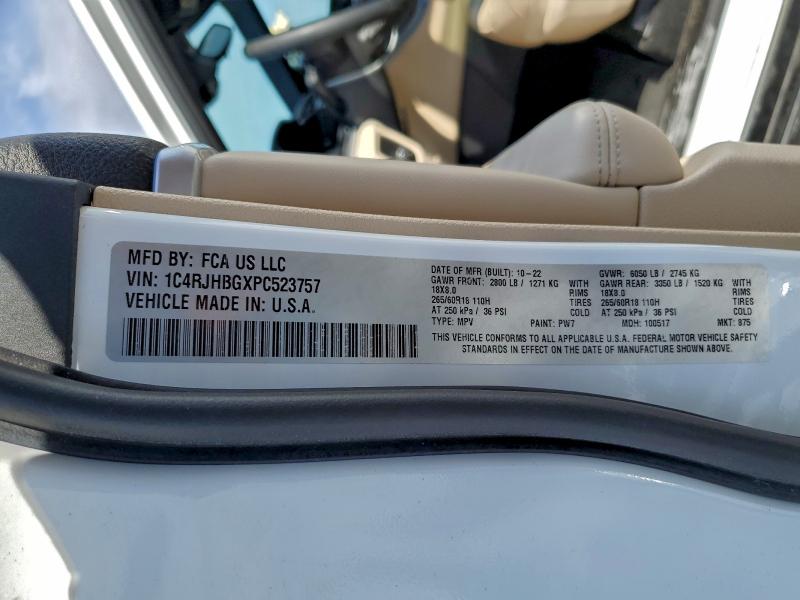 MFD BY: FCA US LLC
VIN: 1C4RJHBGXPC523757
VEHICLE MADE IN: U.S.A.
DATE OF MFR (BUILT): 10-22
GAWR FRONT: 2800 LB / 1271 KG WITH
18X8.0 RIMS
265/60R18 110H TIRES
AT 250 kPa / 36 PSI COLD
TYPE: MPV PAINT: PW7
GVWR: 6050 LB / 2745 KG
GAWR REAR: 3350 LB / 1520 KG WITH
18X8.0 RIMS
265/60R18 110H TIRES
AT 250 kPa / 36 PSI COLD
MDH: 100517 MKT: 875
THIS VEHICLE CONFORMS TO ALL APPLICABLE U.S.A. FEDERAL MOTOR VEHICLE SAFETY
STANDARDS IN EFFECT ON THE DATE OF MANUFACTURE SHOWN ABOVE.